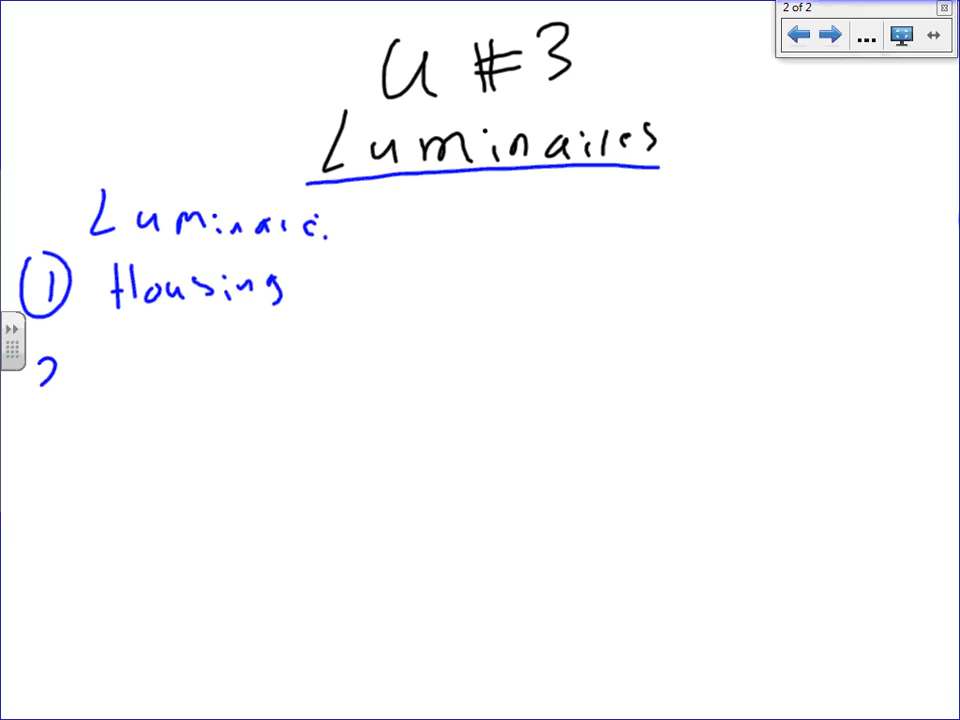 2 of 2
U #3
Luminaires
Luminaire.
① Housing
2